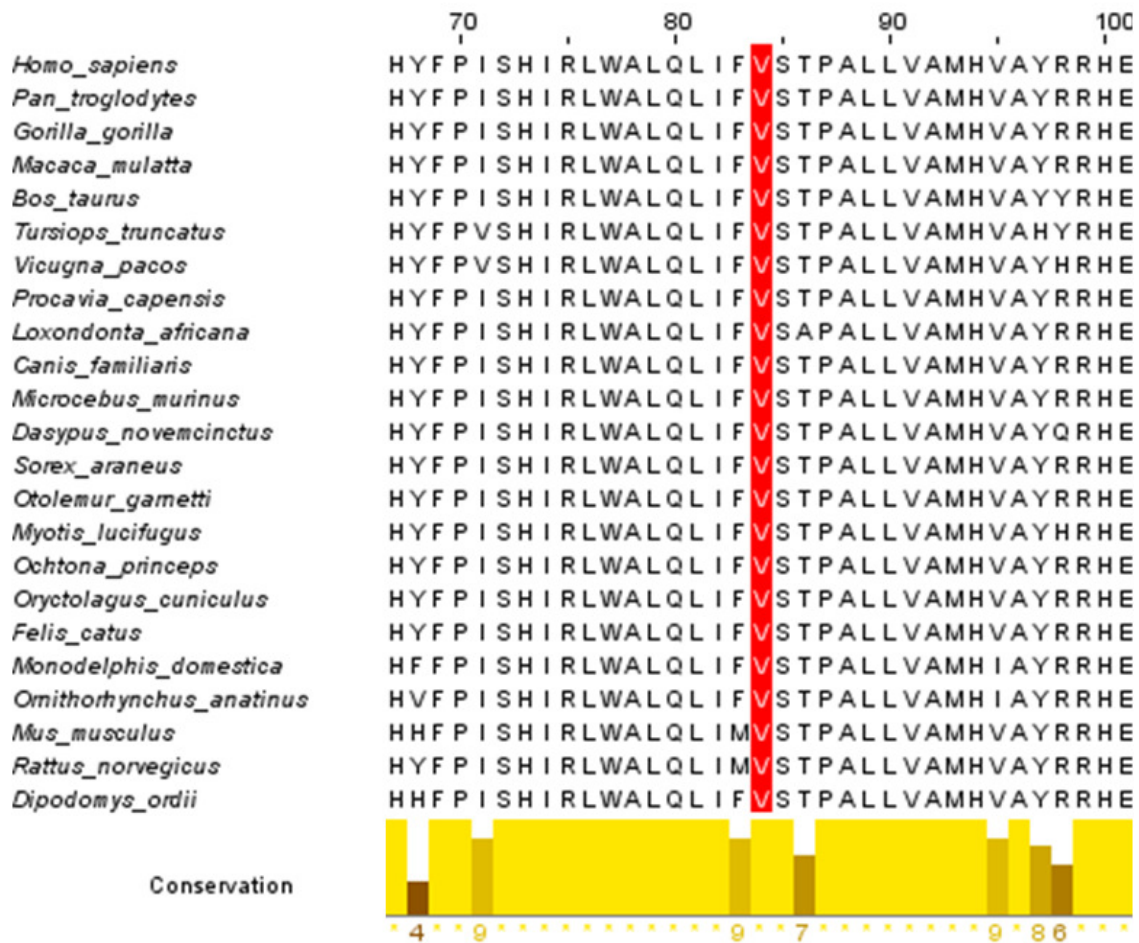 70 80 90 100
Homo_sapiens HYFPISHIRLWALQLIFVSTPALLVAMHVAYRRHE
Pan_troglodytes HYFPISHIRLWALQLIFVSTPALLVAMHVAYRRHE
Gorilla_gorilla HYFPISHIRLWALQLIFVSTPALLVAMHVAYRRHE
Macaca_mulatta HYFPISHIRLWALQLIFVSTPALLVAMHVAYRRHE
Bos_taurus HYFPISHIRLWALQLIFVSTPALLVAMHVAYYRHE
Tursiops_truncatus HYFPVSHIRLWALQLIFVSTPALLVAMHVAHYRHE
Vicugna_pacos HYFPVSHIRLWALQLIFVSTPALLVAMHVAYHRHE
Procavia_capensis HYFPISHIRLWALQLIFVSTPALLVAMHVAYRRHE
Loxondonta_africana HYFPISHIRLWALQLIFVSAPALLVAMHVAYRRHE
Canis_familiaris HYFPISHIRLWALQLIFVSTPALLVAMHVAYRRHE
Microcebus_murinus HYFPISHIRLWALQLIFVSTPALLVAMHVAYRRHE
Dasypus_novemcinctus HYFPISHIRLWALQLIFVSTPALLVAMHVAYQRHE
Sorex_araneus HYFPISHIRLWALQLIFVSTPALLVAMHVAYRRHE
Otolemur_garnetti HYFPISHIRLWALQLIFVSTPALLVAMHVAYRRHE
Myotis_lucifugus HYFPISHIRLWALQLIFVSTPALLVAMHVAYHRHE
Ochtona_princeps HYFPISHIRLWALQLIFVSTPALLVAMHVAYRRHE
Oryctolagus_cuniculus HYFPISHIRLWALQLIFVSTPALLVAMHVAYRRHE
Felis_catus HYFPISHIRLWALQLIFVSTPALLVAMHVAYRRHE
Monodelphis_domestica HFFPISHIRLWALQLIFVSTPALLVAMHIAYRRHE
Ornithorhynchus_anatinus HVFPISHIRLWALQLIFVSTPALLVAMHIAYRRHE
Mus_musculus HHFPISHIRLWALQLIMVSTPALLVAMHVAYRRHE
Rattus_norvegicus HYFPISHIRLWALQLIMVSTPALLVAMHVAYRRHE
Dipodomys_ordii HHFPISHIRLWALQLIFVSTPALLVAMHVAYRRHE
Conservation
*4**9***********9**7********9*86***